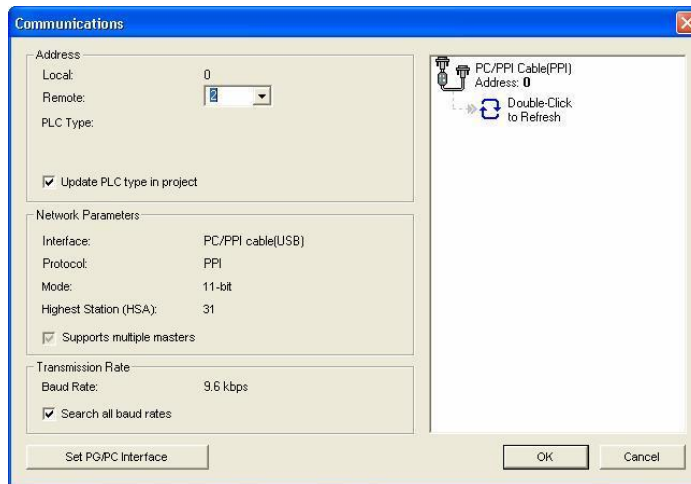 Communications
Address
Local: 0
Remote: 2
PLC Type:
Update PLC type in project
Network Parameters
Interface: PC/PPI cable(USB)
Protocol: PPI
Mode: 11-bit
Highest Station (HSA): 31
Supports multiple masters
Transmission Rate
Baud Rate: 9.6 kbps
Search all baud rates
Set PG/PC Interface
PC/PPI Cable(PPI)
Address: 0
Double-Click
to Refresh
OK Cancel